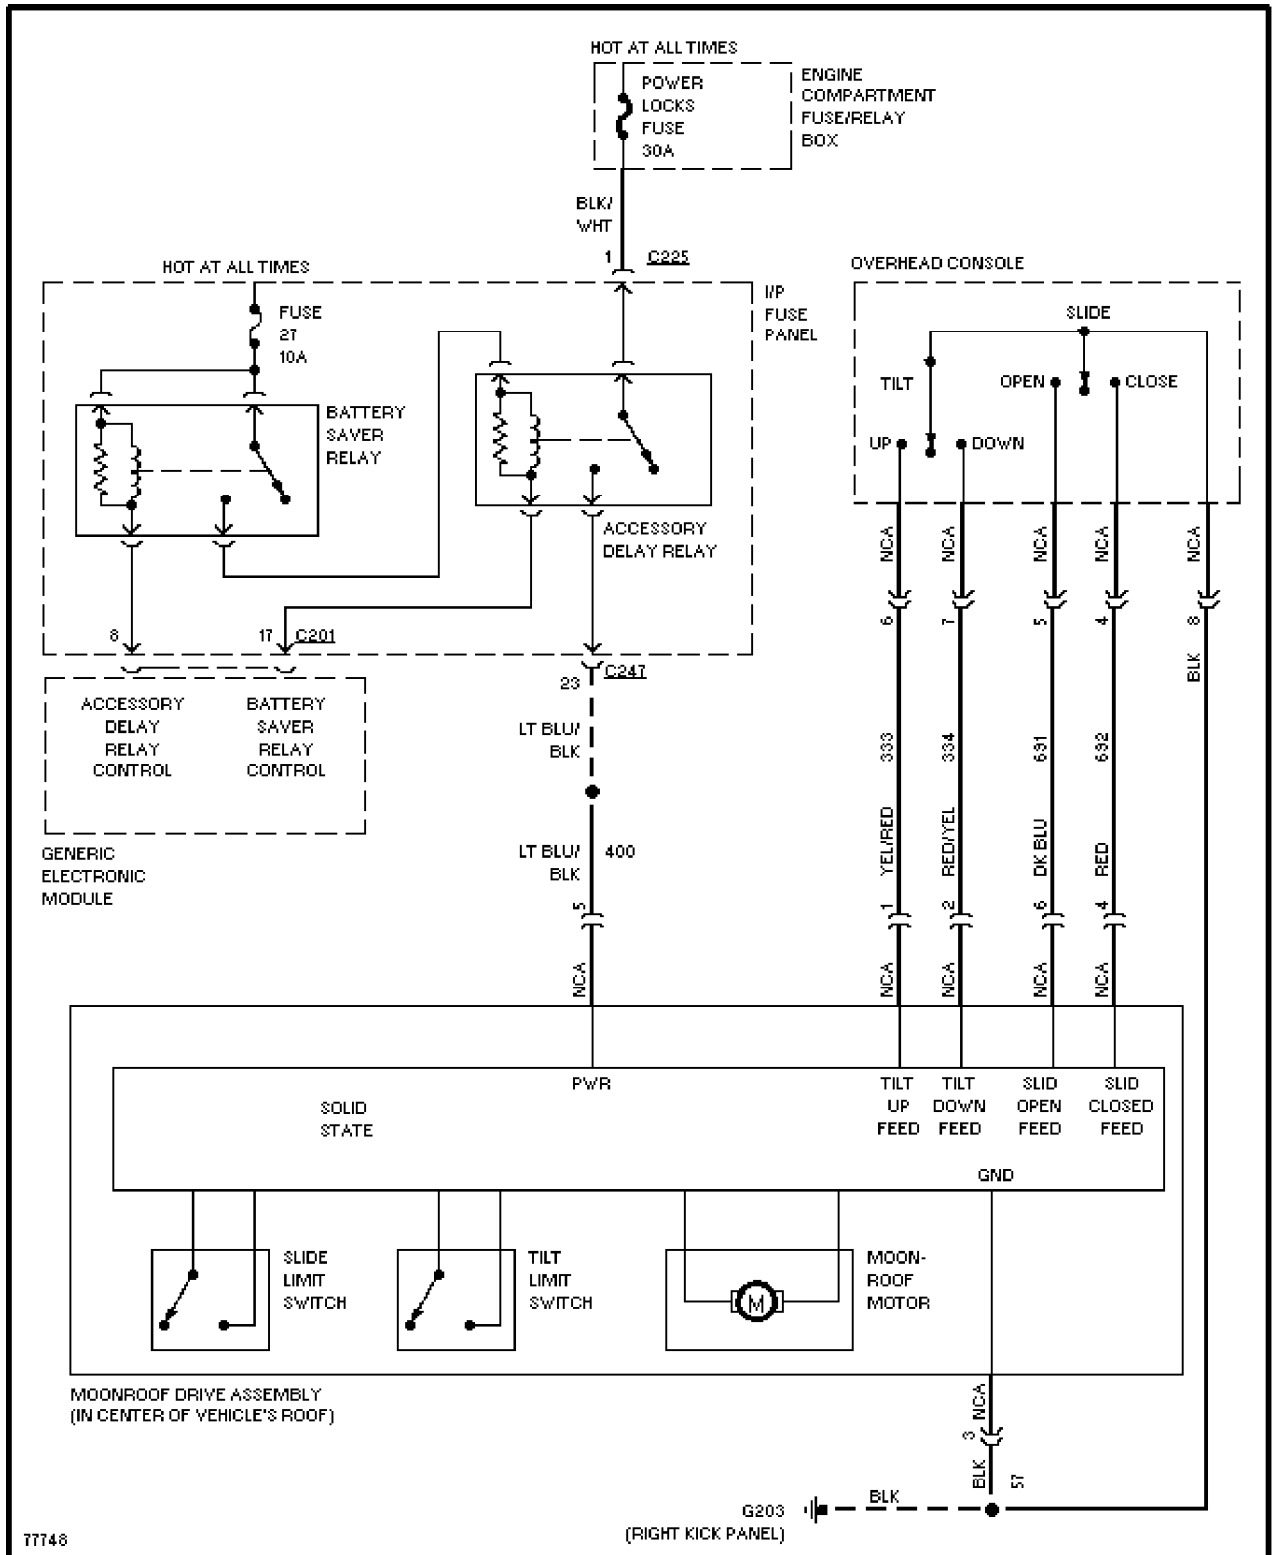 HOT AT ALL TIMES
POWER
LOCKS
FUSE
30A
ENGINE
COMPARTMENT
FUSE/RELAY
BOX
BLK/
WHT
1 C225
HOT AT ALL TIMES
FUSE
27
10A
I/P
FUSE
PANEL
BATTERY
SAVER
RELAY
ACCESSORY
DELAY RELAY
8
17 C201
C247
23
ACCESSORY
DELAY
RELAY
CONTROL
BATTERY
SAVER
RELAY
CONTROL
GENERIC
ELECTRONIC
MODULE
LT BLU/
BLK
LT BLU/
BLK
400
5
NCA
OVERHEAD CONSOLE
SLIDE
TILT
OPEN
CLOSE
UP
DOWN
NCA
NCA
NCA
NCA
NCA
6
7
5
4
8
BLK
333
334
691
692
YEL/RED
RED/YEL
DK BLU
RED
1
2
6
4
NCA
NCA
NCA
NCA
PWR
SOLID
STATE
TILT
UP
FEED
TILT
DOWN
FEED
SLID
OPEN
FEED
SLID
CLOSED
FEED
GND
SLIDE
LIMIT
SWITCH
TILT
LIMIT
SWITCH
M
MOON-
ROOF
MOTOR
MOONROOF DRIVE ASSEMBLY
(IN CENTER OF VEHICLE'S ROOF)
NCA
3
BLK
57
BLK
G203
(RIGHT KICK PANEL)
77748